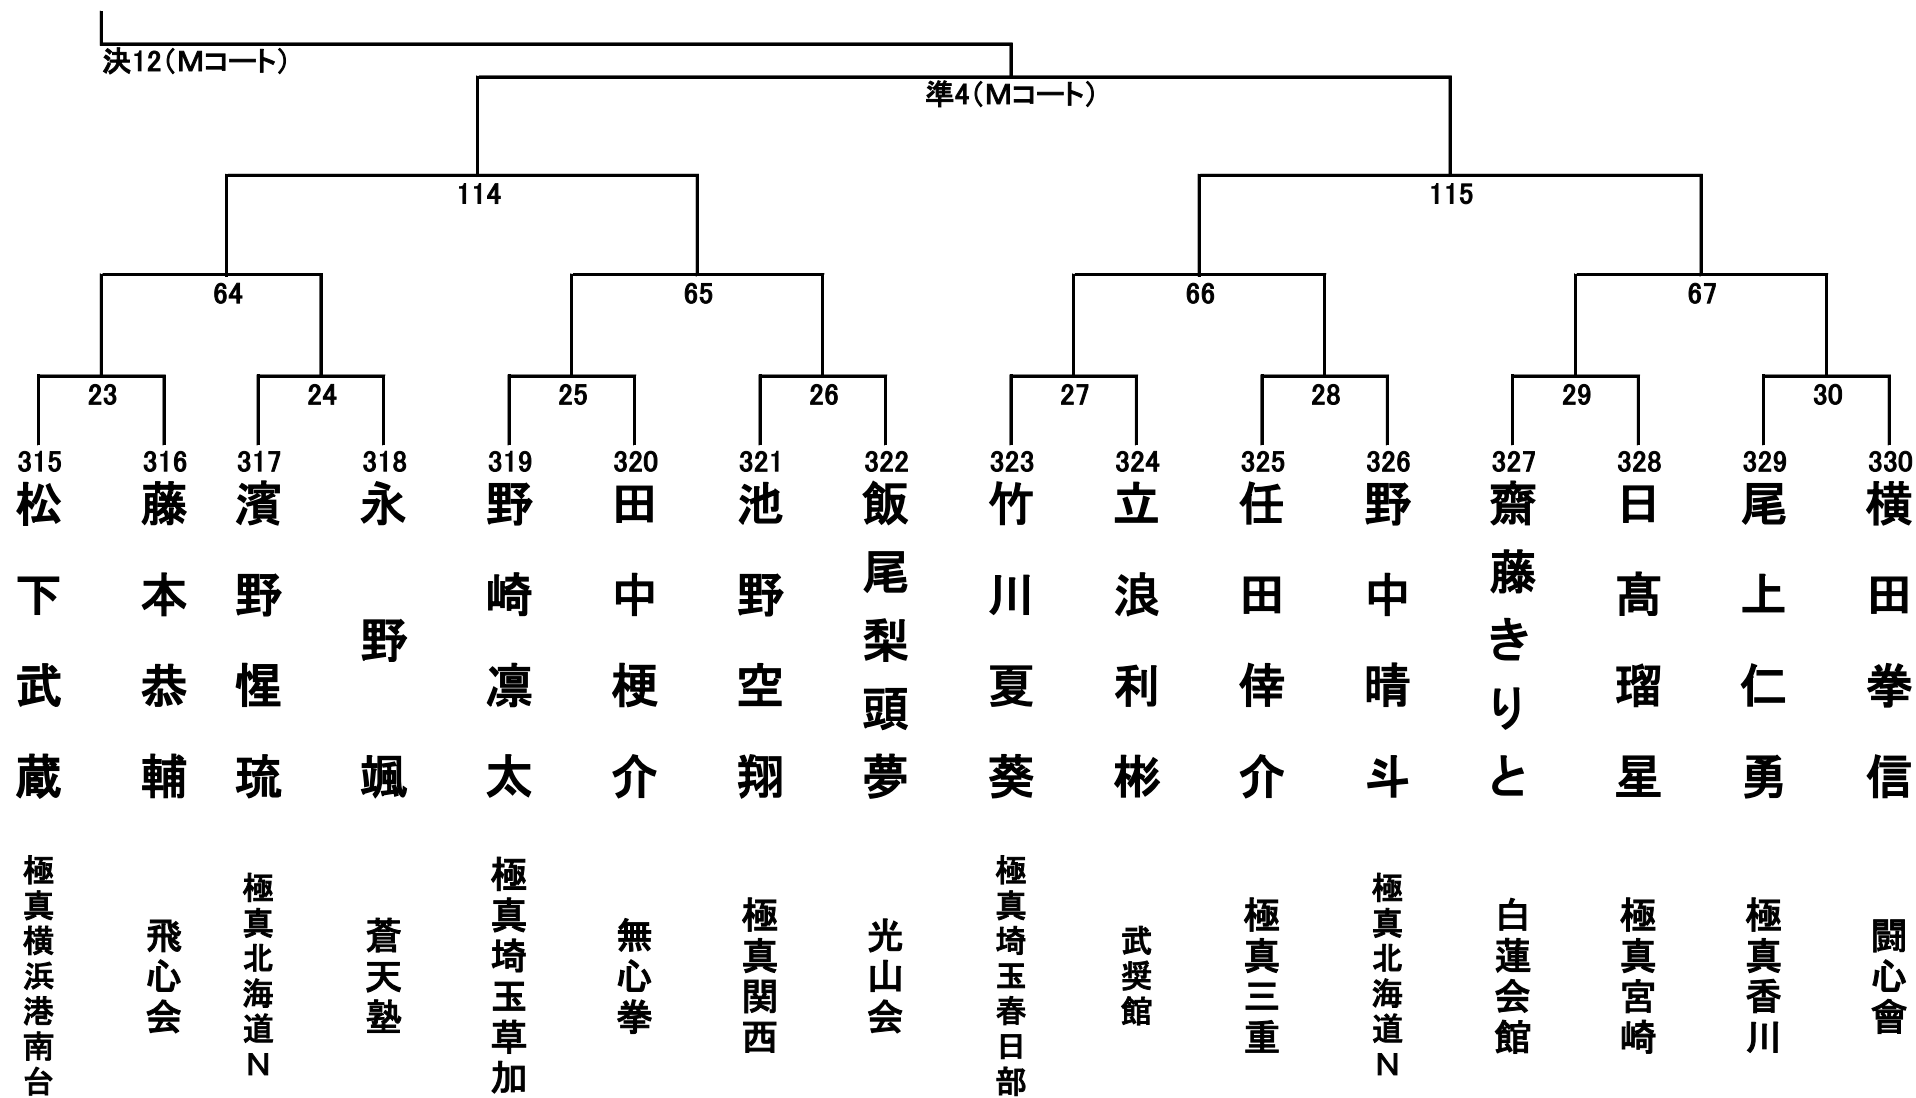 決12（Mコート）
準4（Mコート）
114
115
64
65
66
67
23
24
25
26
27
28
29
30
315
316
317
318
319
320
321
322
323
324
325
326
327
328
329
330
松下武蔵
藤本恭輔
濱野惺琉
永野颯
野崎凛太
田中梗介
池野空翔
飯尾梨頭夢
竹川夏葵
立浪利彬
任田倖介
野中晴斗
齋藤きりと
日髙瑠星
尾上仁勇
横田拳信
極真横浜港南台
飛心会
極真北海道N
蒼天塾
極真埼玉草加
無心拳
極真関西
光山会
極真埼玉春日部
武奨館
極真三重
極真北海道N
白蓮会館
極真宮崎
極真香川
闘心會